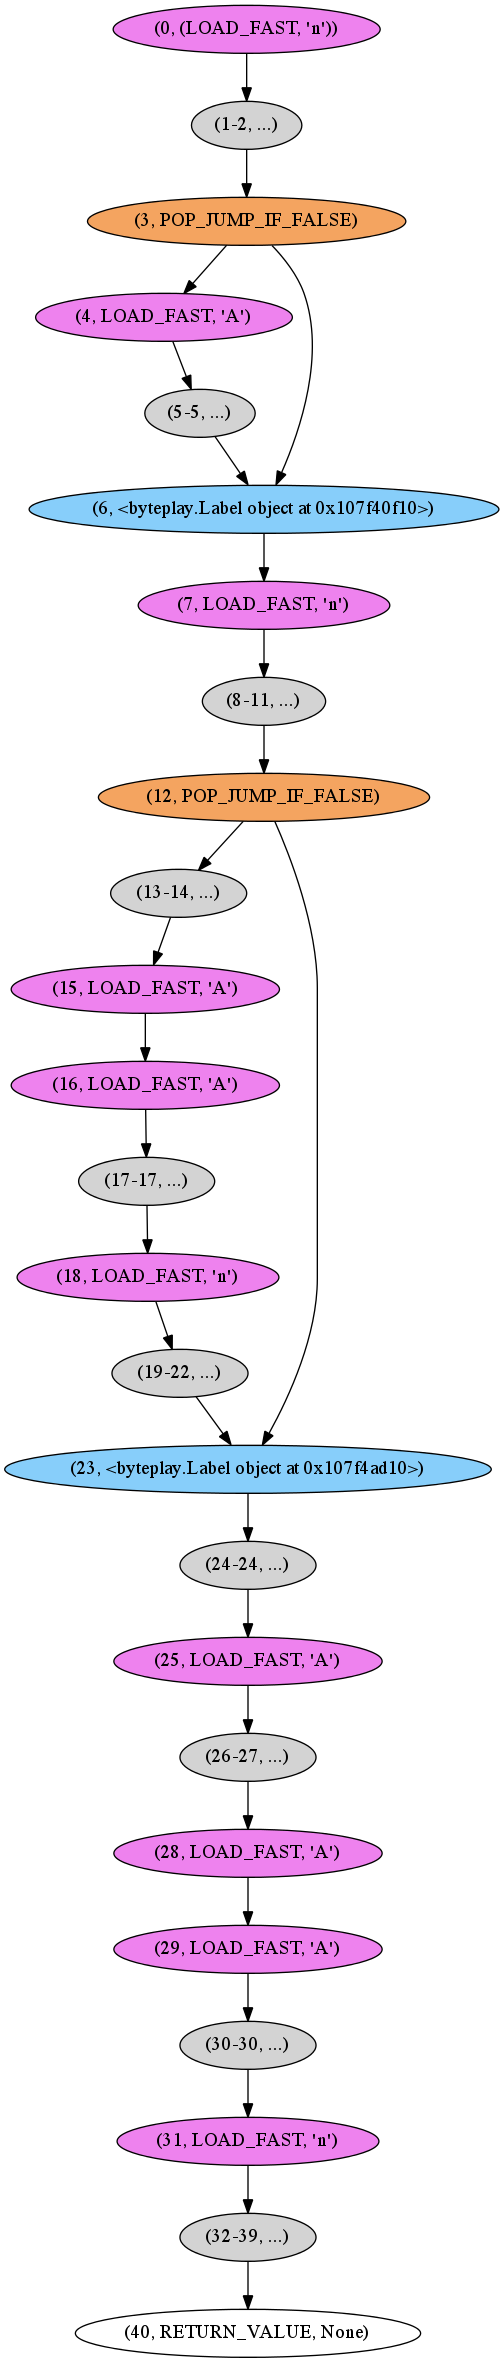 (0, (LOAD_FAST, 'n'))
(1-2, ...)
(3, POP_JUMP_IF_FALSE)
(4, LOAD_FAST, 'A')
(5-5, ...)
(6, <byteplay.Label object at 0x107f40f10>)
(7, LOAD_FAST, 'n')
(8-11, ...)
(12, POP_JUMP_IF_FALSE)
(13-14, ...)
(15, LOAD_FAST, 'A')
(16, LOAD_FAST, 'A')
(17-17, ...)
(18, LOAD_FAST, 'n')
(19-22, ...)
(23, <byteplay.Label object at 0x107f4ad10>)
(24-24, ...)
(25, LOAD_FAST, 'A')
(26-27, ...)
(28, LOAD_FAST, 'A')
(29, LOAD_FAST, 'A')
(30-30, ...)
(31, LOAD_FAST, 'n')
(32-39, ...)
(40, RETURN_VALUE, None)